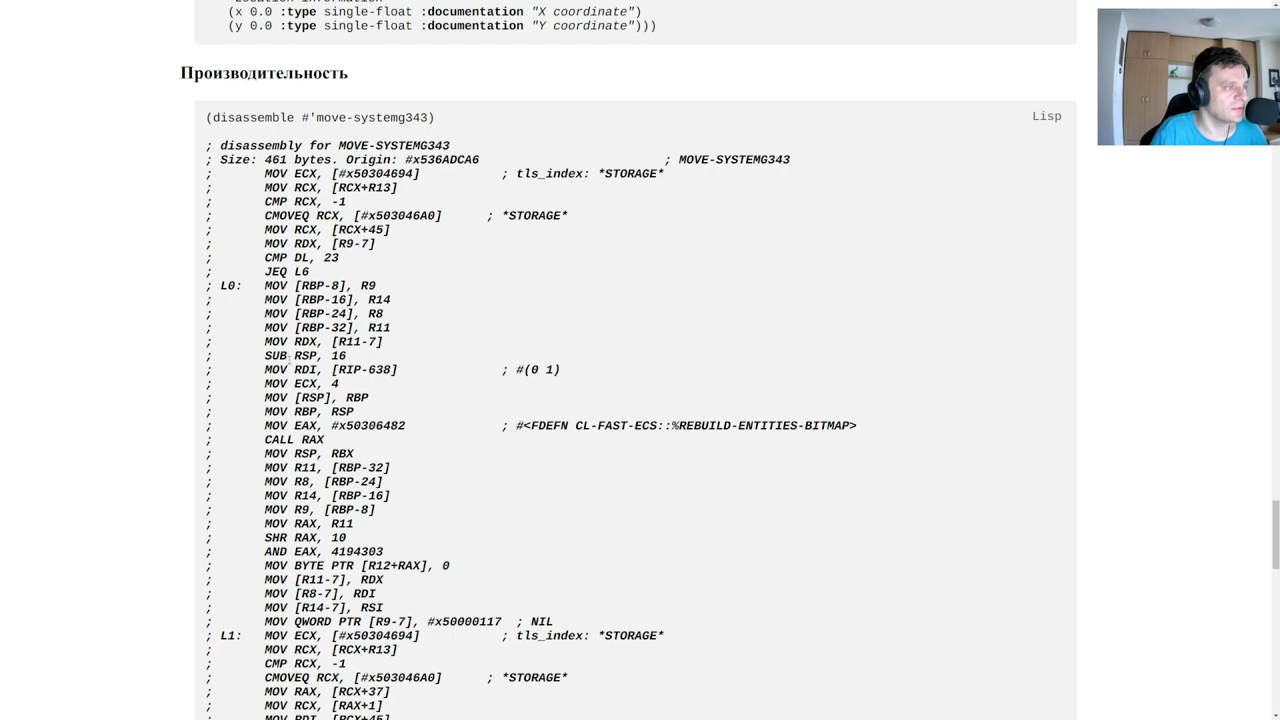 (x 0.0 :type single-float :documentation "X coordinate")
(y 0.0 :type single-float :documentation "Y coordinate")))
Производительность
(disassemble #'move-systemg343)
Lisp
; disassembly for MOVE-SYSTEMG343
; Size: 461 bytes. Origin: #x536ADCA6 ; MOVE-SYSTEMG343
; MOV ECX, [#x50304694] ; tls_index: *STORAGE*
; MOV RCX, [RCX+R13]
; CMP RCX, -1
; CMOVEQ RCX, [#x503046A0] ; *STORAGE*
; MOV RCX, [RCX+45]
; MOV RDX, [R9-7]
; CMP DL, 23
; JEQ L6
; L0: MOV [RBP-8], R9
; MOV [RBP-16], R14
; MOV [RBP-24], R8
; MOV [RBP-32], R11
; MOV RDX, [R11-7]
; SUB RSP, 16
; MOV RDI, [RIP-638] ; #(0 1)
; MOV ECX, 4
; MOV [RSP], RBP
; MOV RBP, RSP
; MOV EAX, #x50306482 ; #<FDEFN CL-FAST-ECS::%REBUILD-ENTITIES-BITMAP>
; CALL RAX
; MOV RSP, RBX
; MOV R11, [RBP-32]
; MOV R8, [RBP-24]
; MOV R14, [RBP-16]
; MOV R9, [RBP-8]
; MOV RAX, R11
; SHR RAX, 10
; AND EAX, 4194303
; MOV BYTE PTR [R12+RAX], 0
; MOV [R11-7], RDX
; MOV [R8-7], RDI
; MOV [R14-7], RSI
; MOV QWORD PTR [R9-7], #x50000117 ; NIL
; L1: MOV ECX, [#x50304694] ; tls_index: *STORAGE*
; MOV RCX, [RCX+R13]
; CMP RCX, -1
; CMOVEQ RCX, [#x503046A0] ; *STORAGE*
; MOV RAX, [RCX+37]
; MOV RCX, [RAX+1]
; MOV RDI, [RCX+45]